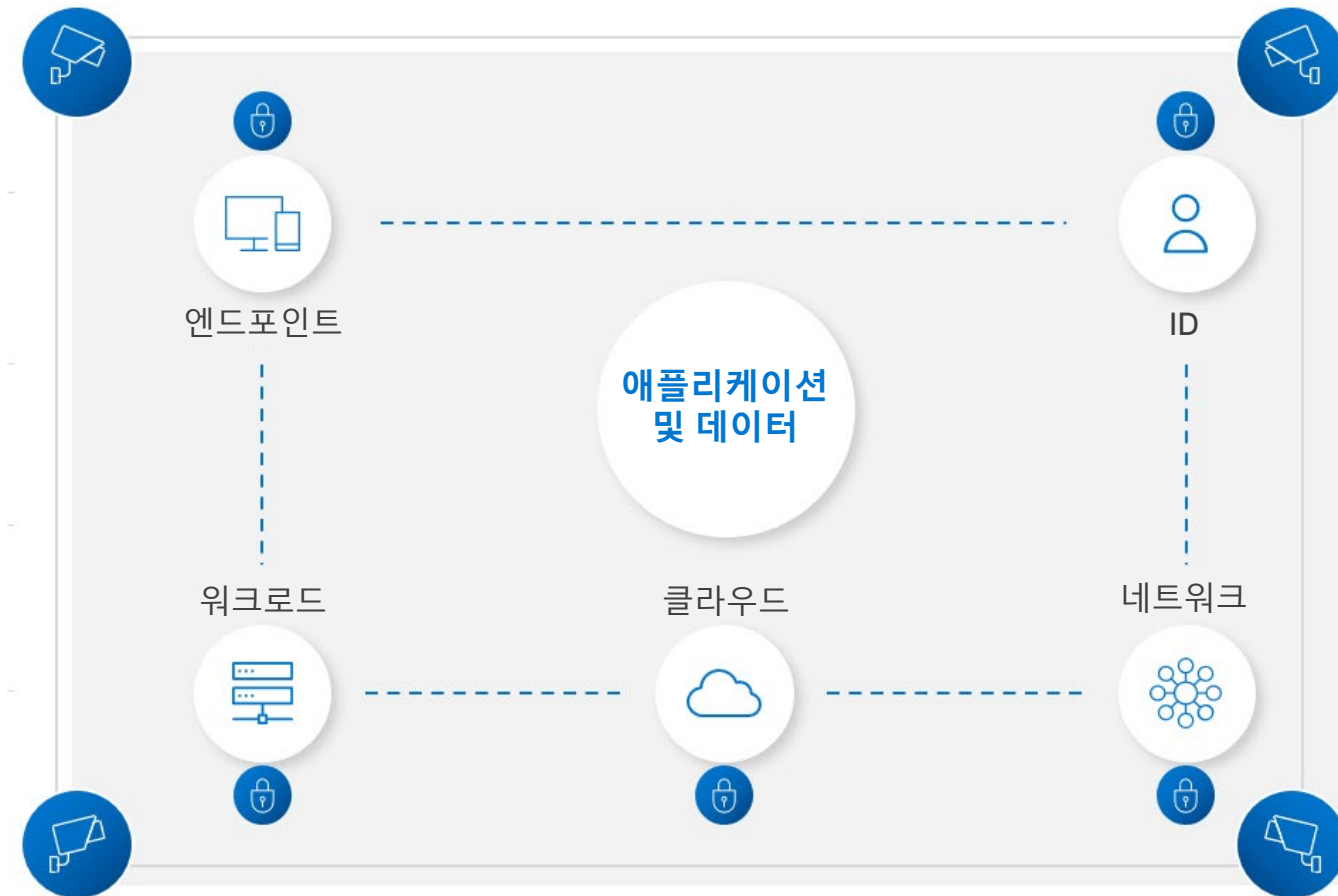 엔드포인트
ID
애플리케이션
및 데이터
워크로드
클라우드
네트워크